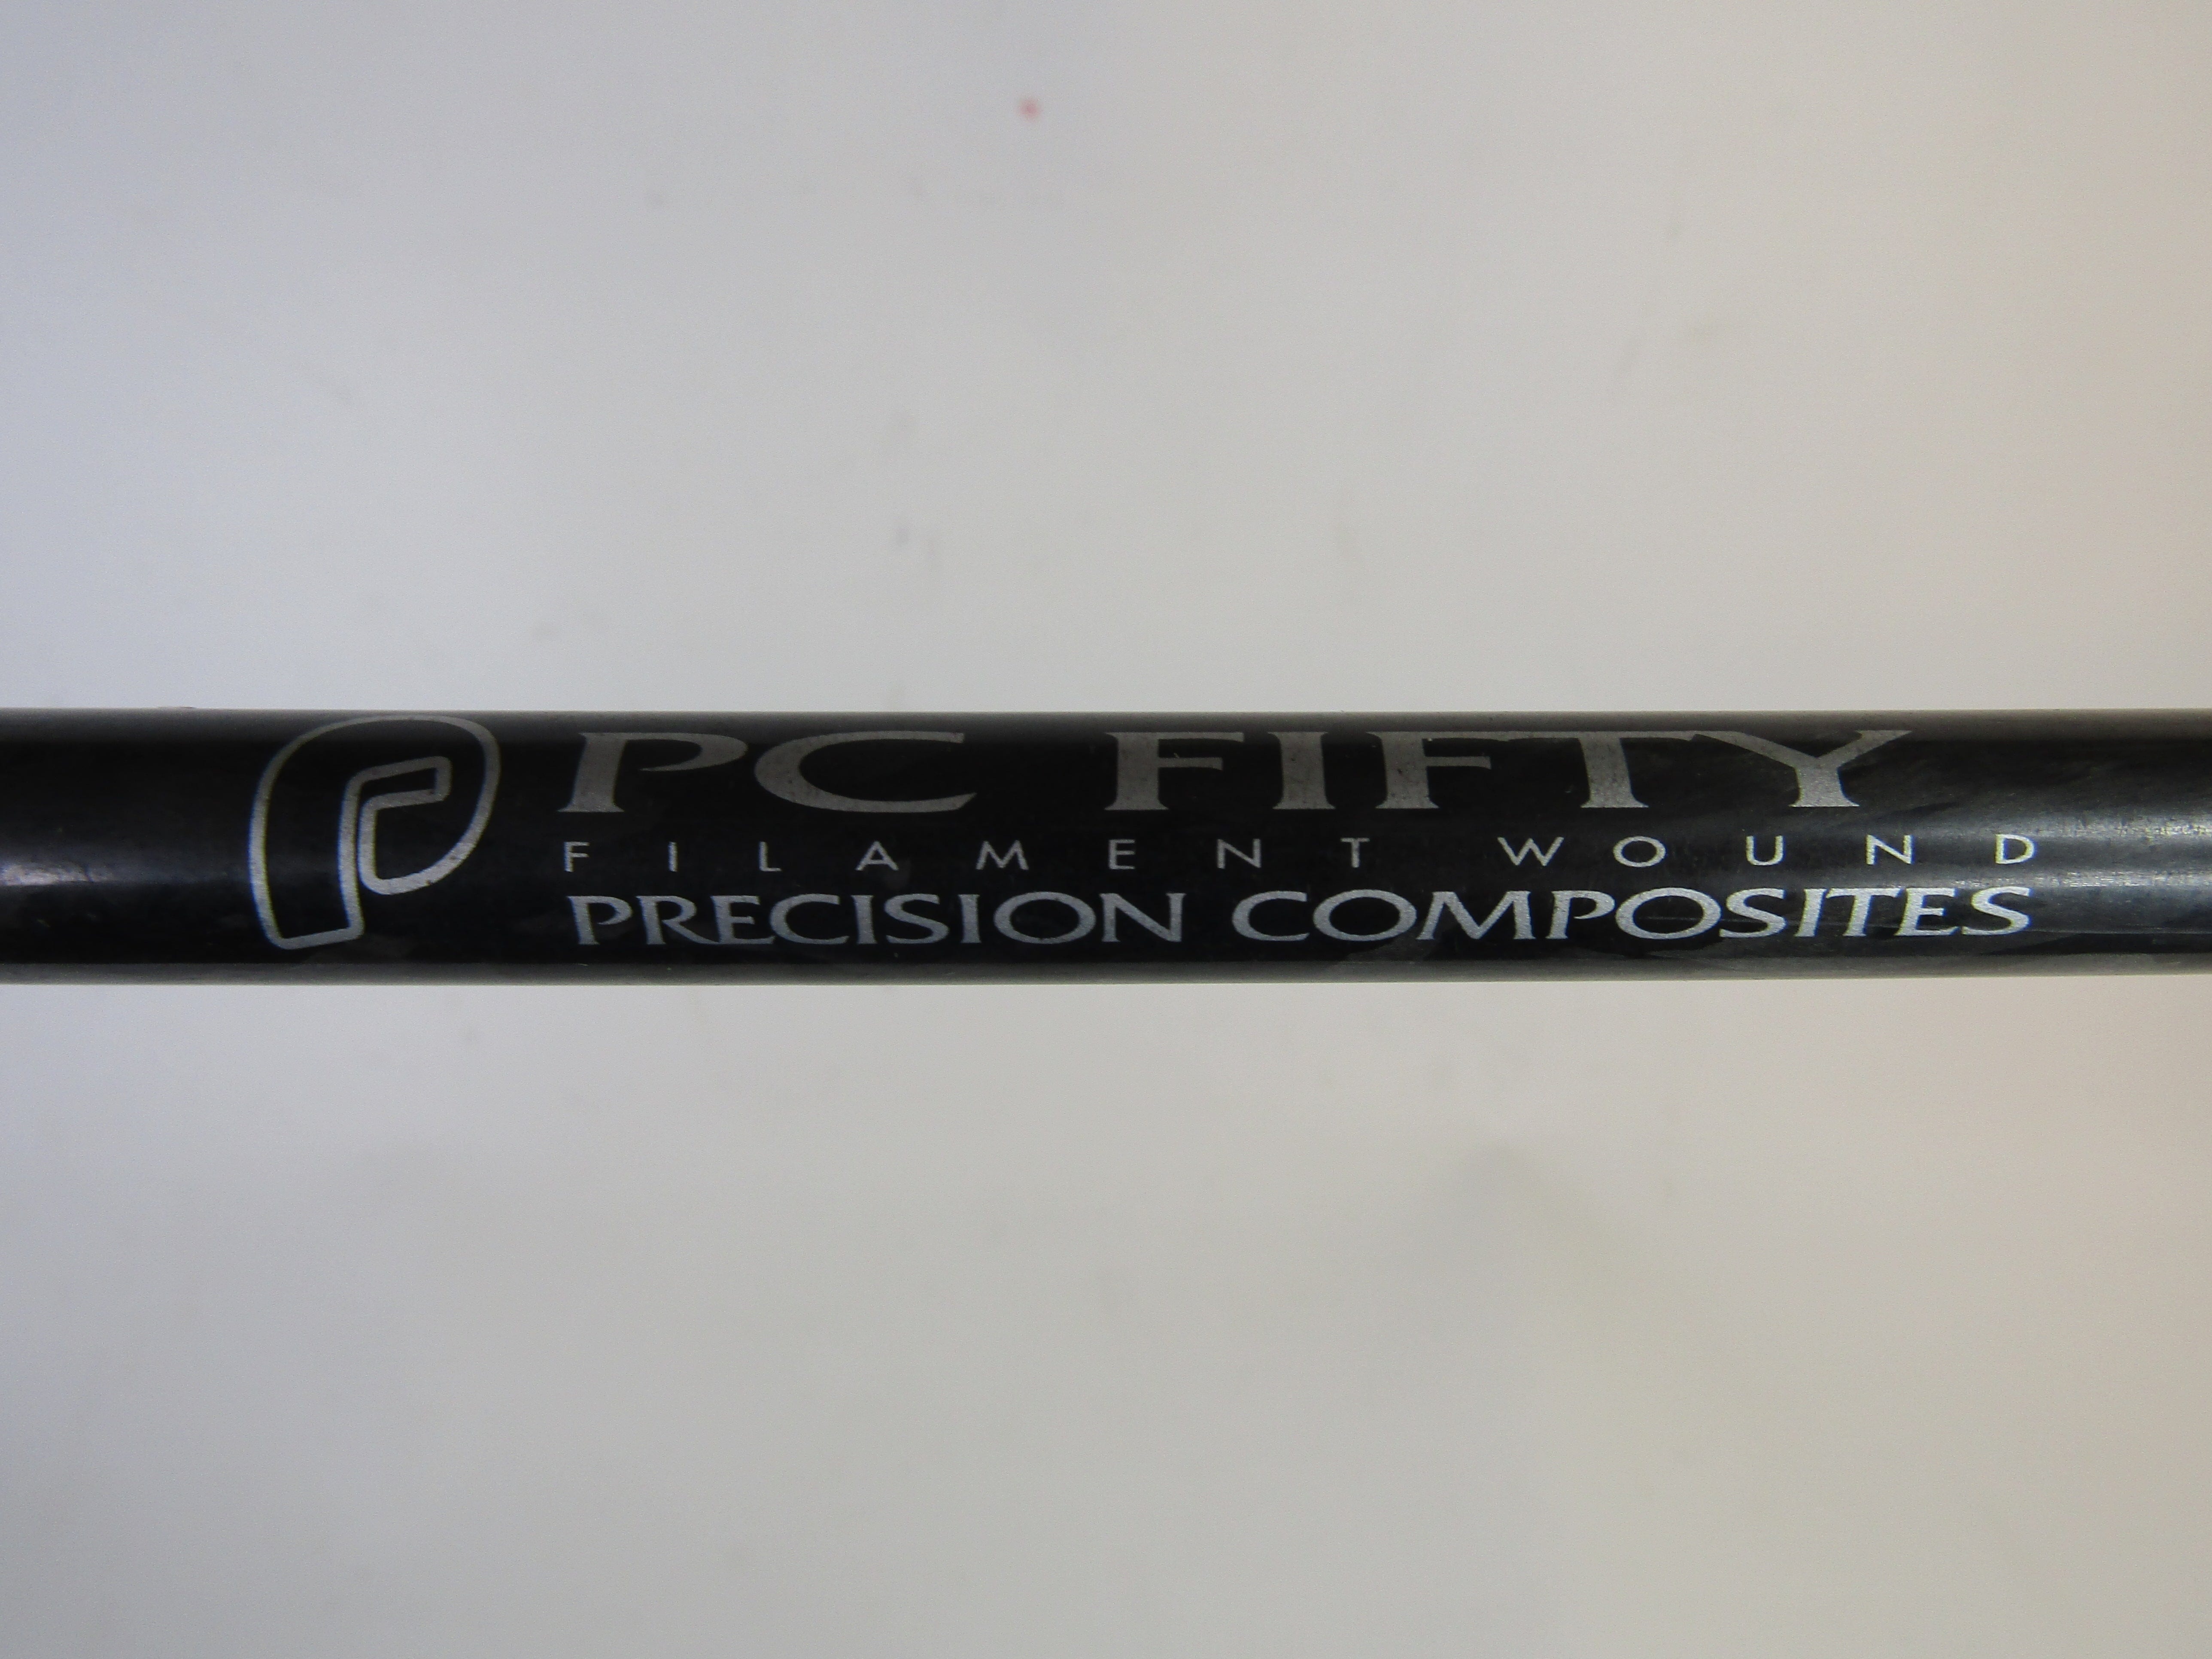 PC FIFTY
FILAMENT WOUND
PRECISION COMPOSITES